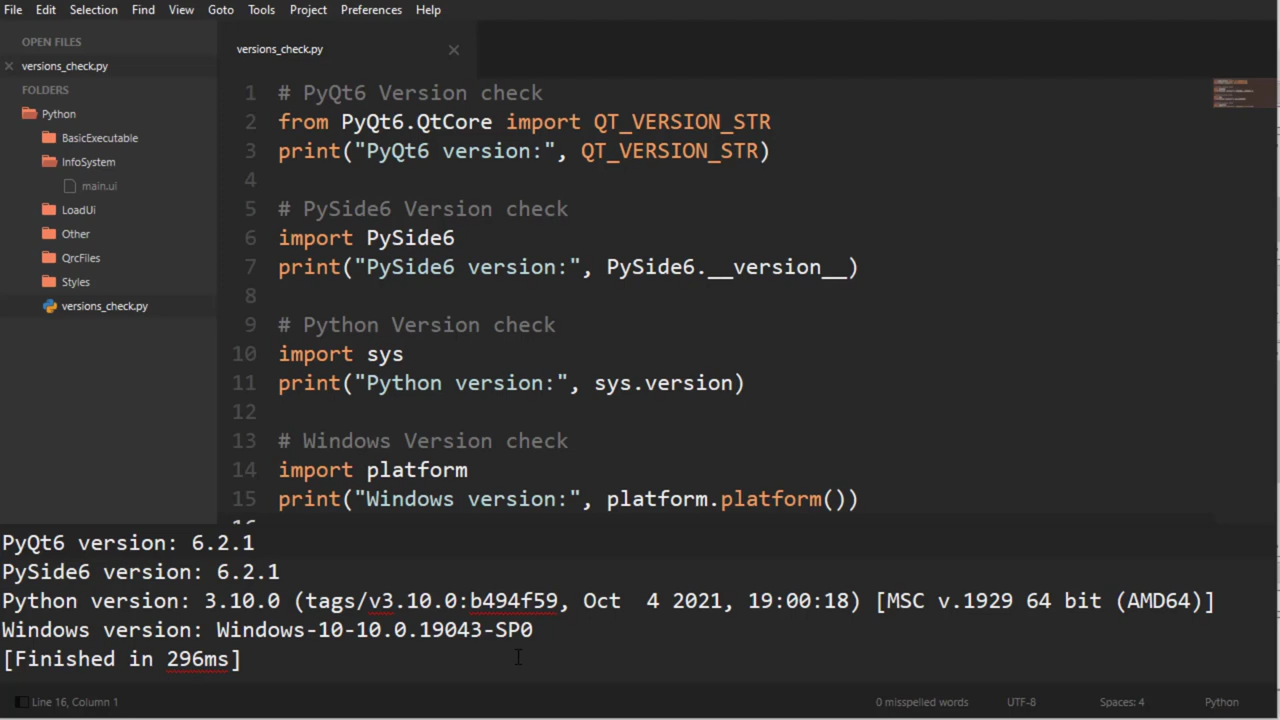 File Edit Selection Find View Goto Tools Project Preferences Help
OPEN FILES
versions_check.py
FOLDERS
Python
BasicExecutable
InfoSystem
main.ui
LoadUi
Other
QrcFiles
Styles
versions_check.py
versions_check.py
1 # PyQt6 Version check
2 from PyQt6.QtCore import QT_VERSION_STR
3 print("PyQt6 version:", QT_VERSION_STR)
4
5 # PySide6 Version check
6 import PySide6
7 print("PySide6 version:", PySide6.__version__)
8
9 # Python Version check
10 import sys
11 print("Python version:", sys.version)
12
13 # Windows Version check
14 import platform
15 print("Windows version:", platform.platform())
16
PyQt6 version: 6.2.1
PySide6 version: 6.2.1
Python version: 3.10.0 (tags/v3.10.0:b494f59, Oct  4 2021, 19:00:18) [MSC v.1929 64 bit (AMD64)]
Windows version: Windows-10-10.0.19043-SP0
[Finished in 296ms]
Line 16, Column 1 0 misspelled words UTF-8 Spaces: 4 Python